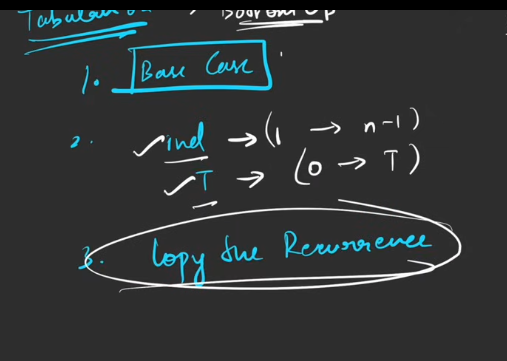 Tabulation → Bottom Up
1. Base Case
2. ✓ind → (1 → n-1)
✓T → (0 → T)
3. Copy the Recurrence